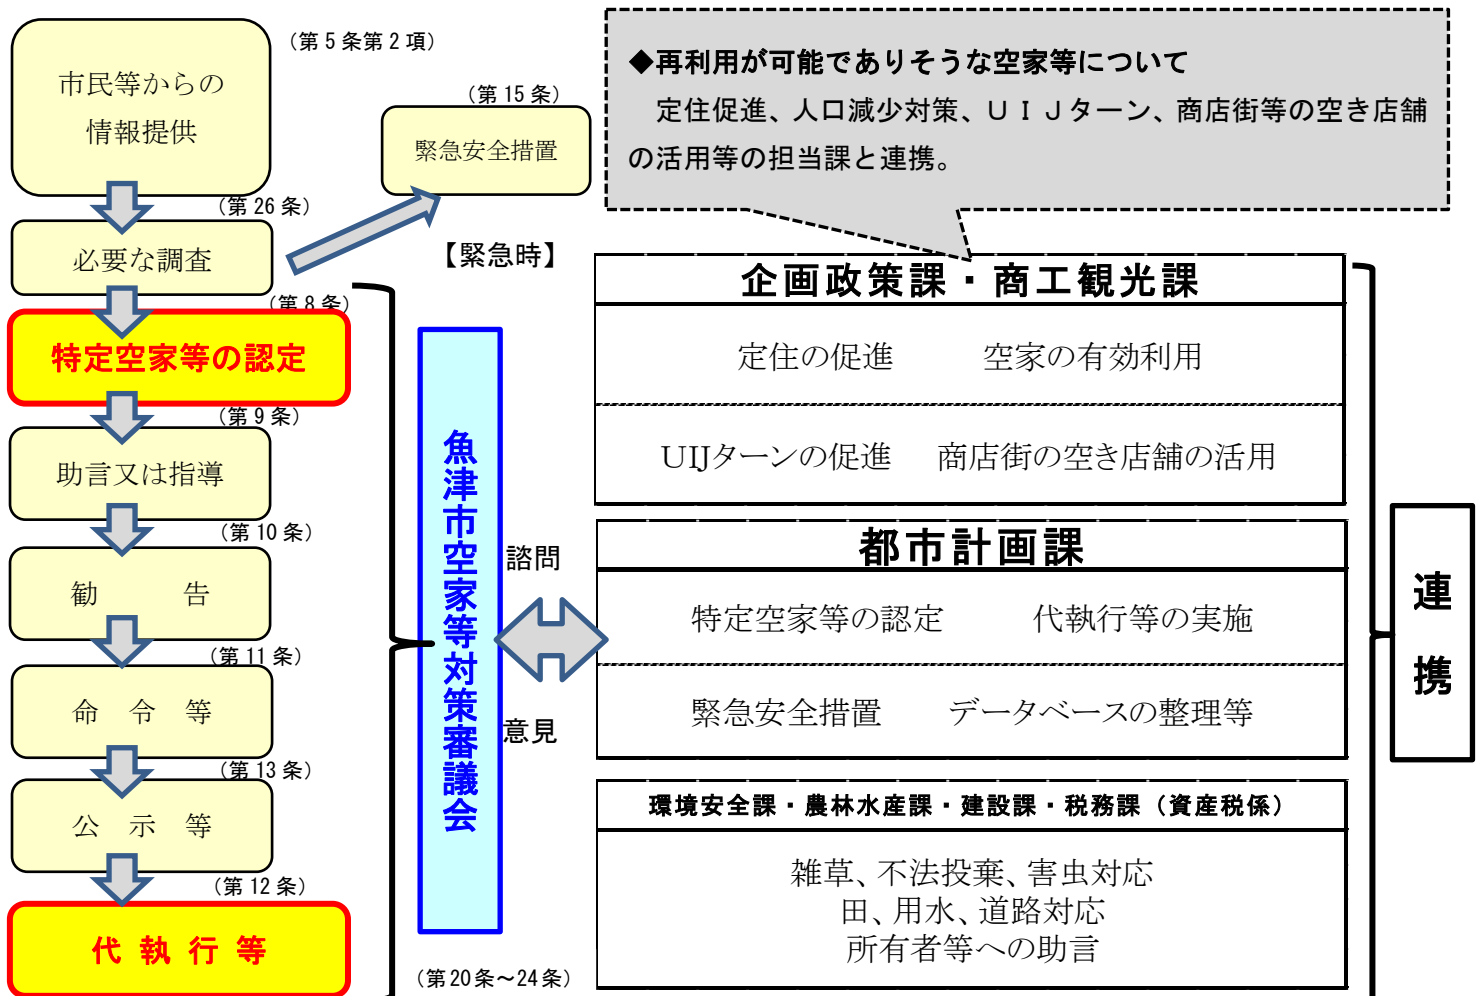 市民等からの
情報提供
(第5条第2項)
(第15条)
緊急安全措置
【緊急時】
(第26条)
必要な調査
(第8条)
特定空家等の認定
(第9条)
助言又は指導
(第10条)
勧　告
(第11条)
命　令　等
(第13条)
公　示　等
(第12条)
代 執 行 等
魚津市空家等対策審議会
(第20条～24条)
諮問
意見
◆再利用が可能でありそうな空家等について
定住促進、人口減少対策、ＵＩＪターン、商店街等の空き店舗
の活用等の担当課と連携。
企画政策課・商工観光課
定住の促進　空家の有効利用
UIJターンの促進　商店街の空き店舗の活用
都市計画課
特定空家等の認定　代執行等の実施
緊急安全措置　データベースの整理等
環境安全課・農林水産課・建設課・税務課（資産税係）
雑草、不法投棄、害虫対応
田、用水、道路対応
所有者等への助言
連携